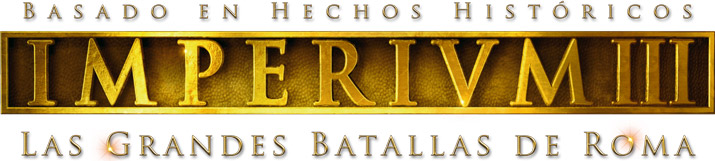 BASADO EN HECHOS HISTÓRICOS
IMPERIVM III
LAS GRANDES BATALLAS DE ROMA